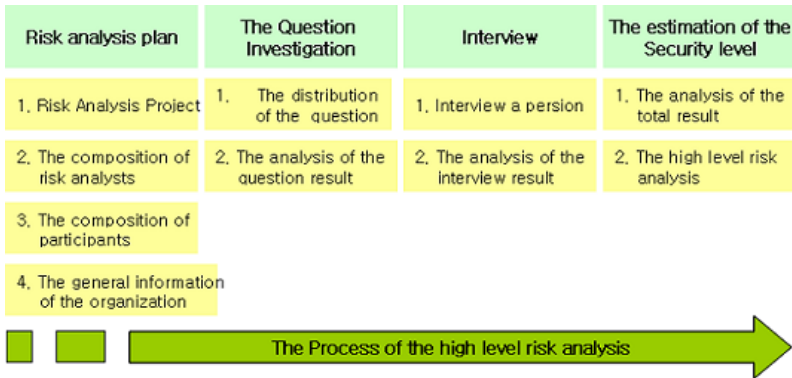 Risk analysis plan
The Question
Investigation
Interview
The estimation of the
Security level
1. Risk Analysis Project
1. The distribution
of the question
1. Interview a persion
1. The analysis of the
total result
2. The composition of
risk analysts
2. The analysis of the
question result
2. The analysis of the
interview result
2. The high level risk
analysis
3. The composition of
participants
4. The general information
of the organization
The Process of the high level risk analysis